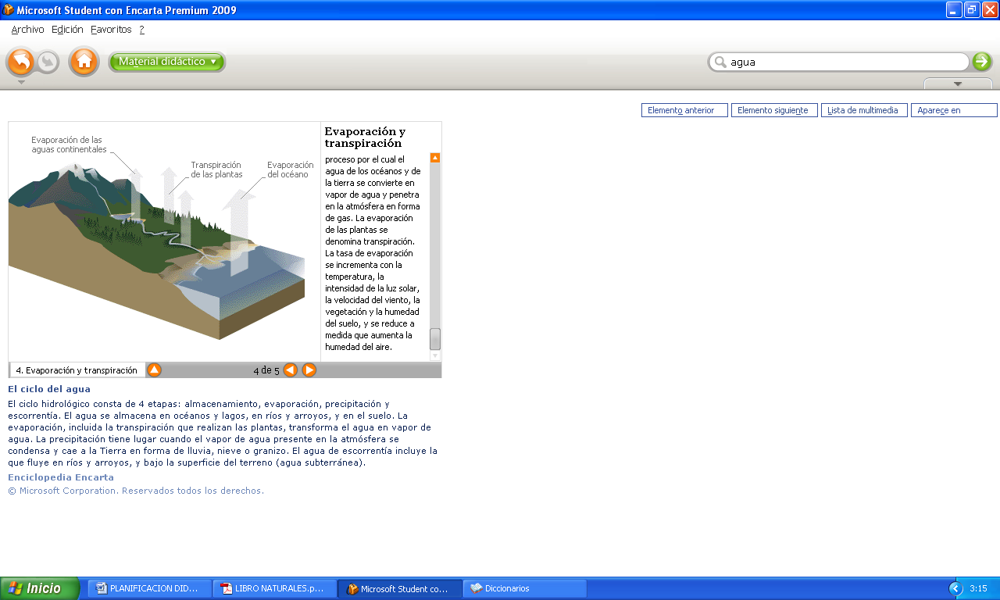 Microsoft Student con Encarta Premium 2009
Archivo Edición Favoritos ?
Material didáctico
agua
Elemento anterior
Elemento siguiente
Lista de multimedia
Aparece en
Evaporación de las
aguas continentales
Transpiración
de las plantas
Evaporación
del océano
Evaporación y
transpiración
proceso por el cual el
agua de los océanos y de
la tierra se convierte en
vapor de agua y penetra
en la atmósfera en forma
de gas. La evaporación
de las plantas se
denomina transpiración.
La tasa de evaporación
se incrementa con la
temperatura, la
intensidad de la luz solar,
la velocidad del viento, la
vegetación y la humedad
del suelo, y se reduce a
medida que aumenta la
humedad del aire.
4. Evaporación y transpiración
4 de 5
El ciclo del agua
El ciclo hidrológico consta de 4 etapas: almacenamiento, evaporación, precipitación y
escorrentía. El agua se almacena en océanos y lagos, en ríos y arroyos, y en el suelo. La
evaporación, incluida la transpiración que realizan las plantas, transforma el agua en vapor de
agua. La precipitación tiene lugar cuando el vapor de agua presente en la atmósfera se
condensa y cae a la Tierra en forma de lluvia, nieve o granizo. El agua de escorrentía incluye la
que fluye en ríos y arroyos, y bajo la superficie del terreno (agua subterránea).
Enciclopedia Encarta
© Microsoft Corporation. Reservados todos los derechos.
Inicio
PLANIFICACION DID...
LIBRO NATURALES.p...
Microsoft Student co...
Diccionarios
3:15